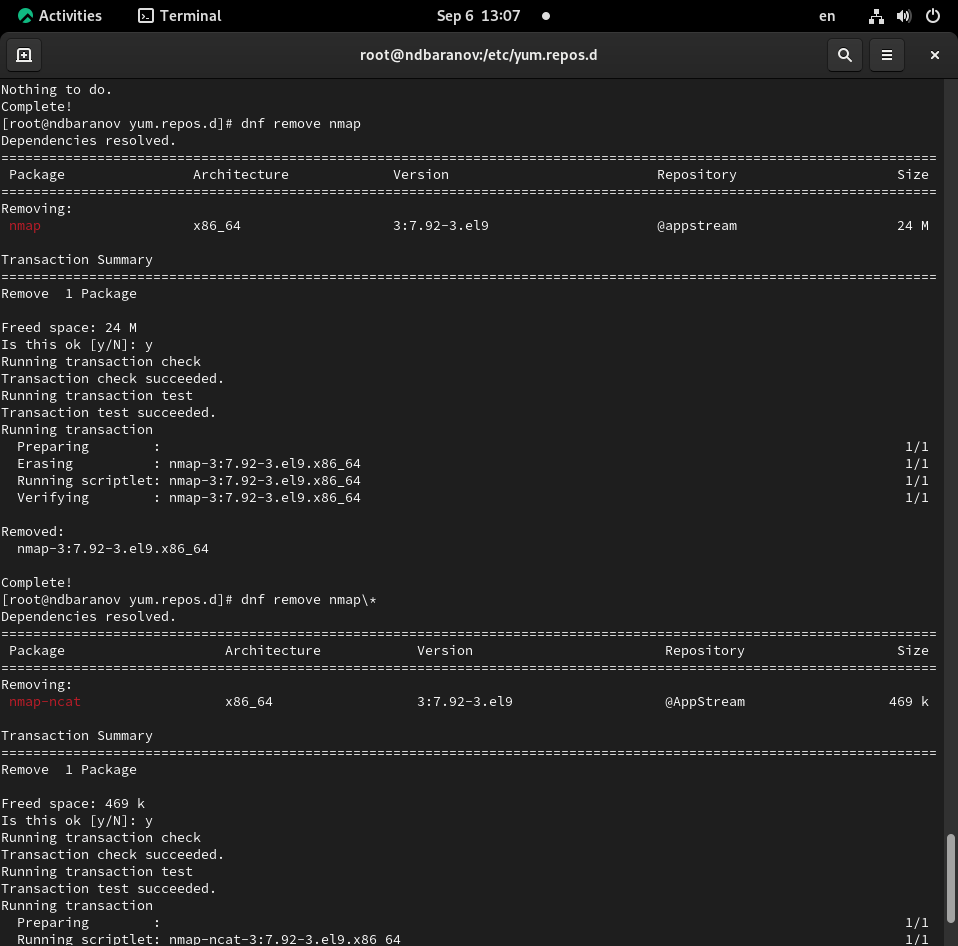 Activities Terminal Sep 6 13:07 en
root@ndbaranov:/etc/yum.repos.d
Nothing to do.
Complete!
[root@ndbaranov yum.repos.d]# dnf remove nmap
Dependencies resolved.
================================================================================
Package Architecture Version Repository Size
================================================================================
Removing:
nmap x86_64 3:7.92-3.el9 @appstream 24 M
Transaction Summary
================================================================================
Remove 1 Package
Freed space: 24 M
Is this ok [y/N]: y
Running transaction check
Transaction check succeeded.
Running transaction test
Transaction test succeeded.
Running transaction
Preparing : 1/1
Erasing : nmap-3:7.92-3.el9.x86_64 1/1
Running scriptlet: nmap-3:7.92-3.el9.x86_64 1/1
Verifying : nmap-3:7.92-3.el9.x86_64 1/1
Removed:
nmap-3:7.92-3.el9.x86_64
Complete!
[root@ndbaranov yum.repos.d]# dnf remove nmap\*
Dependencies resolved.
================================================================================
Package Architecture Version Repository Size
================================================================================
Removing:
nmap-ncat x86_64 3:7.92-3.el9 @AppStream 469 k
Transaction Summary
================================================================================
Remove 1 Package
Freed space: 469 k
Is this ok [y/N]: y
Running transaction check
Transaction check succeeded.
Running transaction test
Transaction test succeeded.
Running transaction
Preparing : 1/1
Running scriptlet: nmap-ncat-3:7.92-3.el9.x86_64 1/1